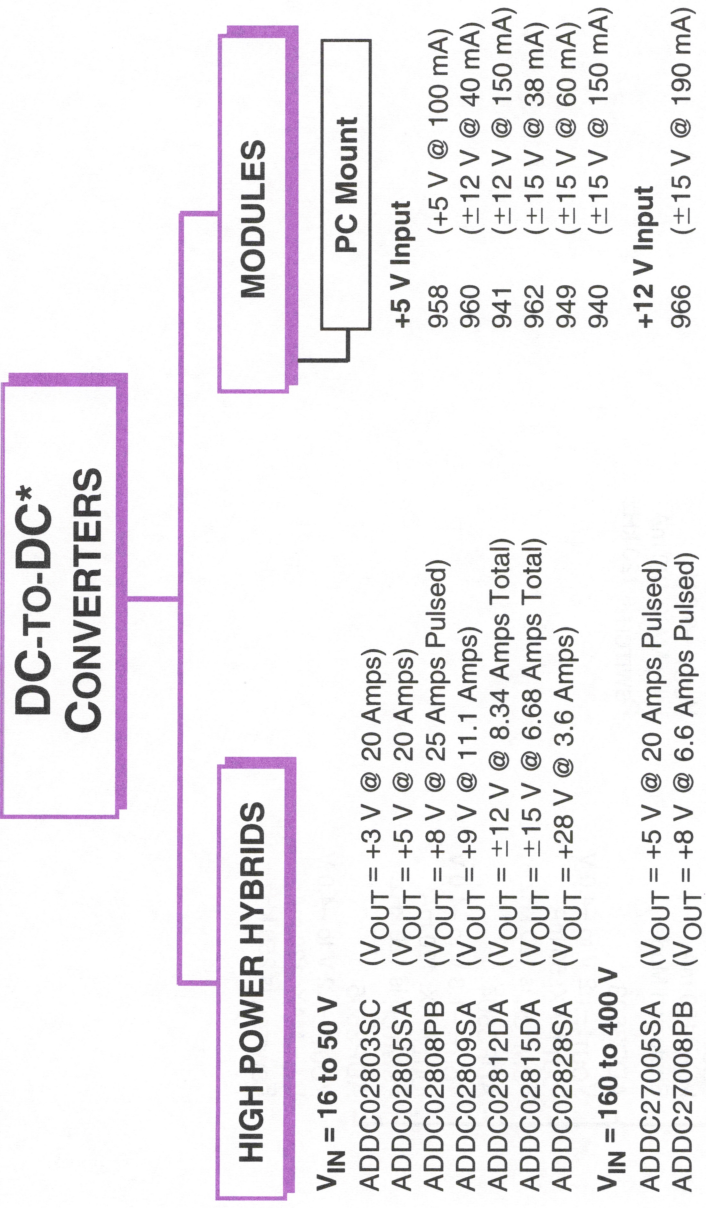 DC-TO-DC*
CONVERTERS
HIGH POWER HYBRIDS
VIN = 16 to 50 V
ADDC02803SC (VOUT = +3 V @ 20 Amps)
ADDC02805SA (VOUT = +5 V @ 20 Amps)
ADDC02808PB (VOUT = +8 V @ 25 Amps Pulsed)
ADDC02809SA (VOUT = +9 V @ 11.1 Amps)
ADDC02812DA (VOUT = ±12 V @ 8.34 Amps Total)
ADDC02815DA (VOUT = ±15 V @ 6.68 Amps Total)
ADDC02828SA (VOUT = +28 V @ 3.6 Amps)
VIN = 160 to 400 V
ADDC27005SA (VOUT = +5 V @ 20 Amps Pulsed)
ADDC27008PB (VOUT = +8 V @ 6.6 Amps Pulsed)
MODULES
PC Mount
+5 V Input
958 (+5 V @ 100 mA)
960 (±12 V @ 40 mA)
941 (±12 V @ 150 mA)
962 (±15 V @ 38 mA)
949 (±15 V @ 60 mA)
940 (±15 V @ 150 mA)
+12 V Input
966 (±15 V @ 190 mA)